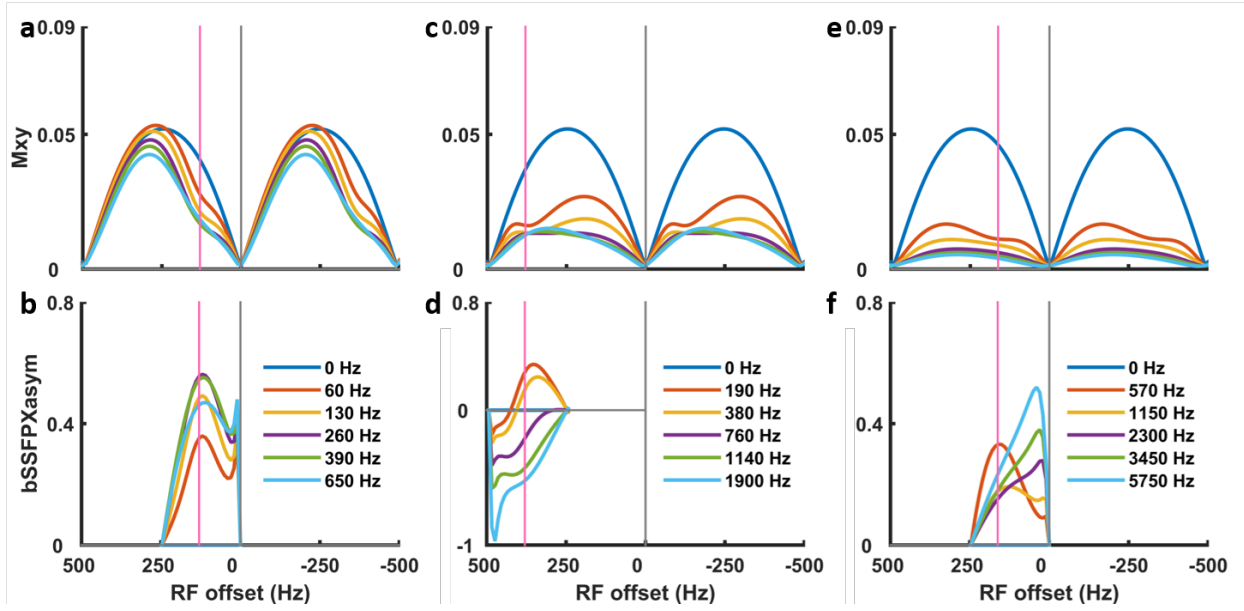 a
0.09
0.05
0
Mxy
c
0.09
0.05
0
e
0.09
0.05
0
b
0.8
0.4
0
bSSFPXasym
0 Hz
60 Hz
130 Hz
260 Hz
390 Hz
650 Hz
500 250 0 -250 -500
RF offset (Hz)
d
0.8
0
-1
0 Hz
190 Hz
380 Hz
760 Hz
1140 Hz
1900 Hz
500 250 0 -250 -500
RF offset (Hz)
f
0.8
0.4
0
0 Hz
570 Hz
1150 Hz
2300 Hz
3450 Hz
5750 Hz
500 250 0 -250 -500
RF offset (Hz)